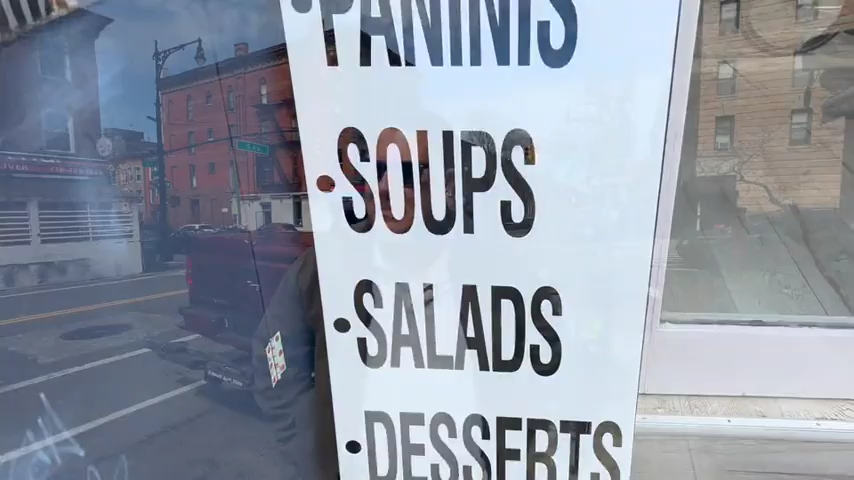 • PANINIS
• SOUPS
• SALADS
• DESSERTS